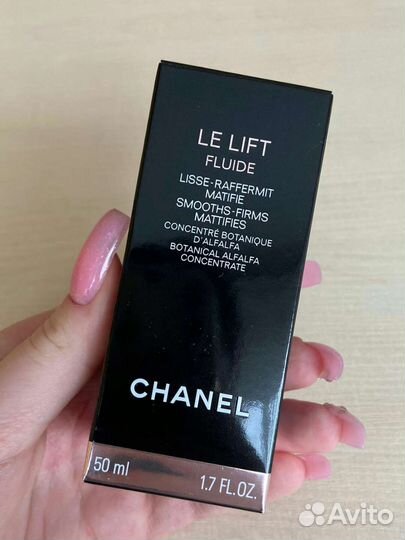 LE LIFT
FLUIDE
LISSE-RAFFERMIT
MATIFIE
SMOOTHS-FIRMS
MATTIFIES
CONCENTRÉ BOTANIQUE
D'ALFALFA
BOTANICAL ALFALFA
CONCENTRATE
CHANEL
50 ml 1.7 FL.OZ.
Avito